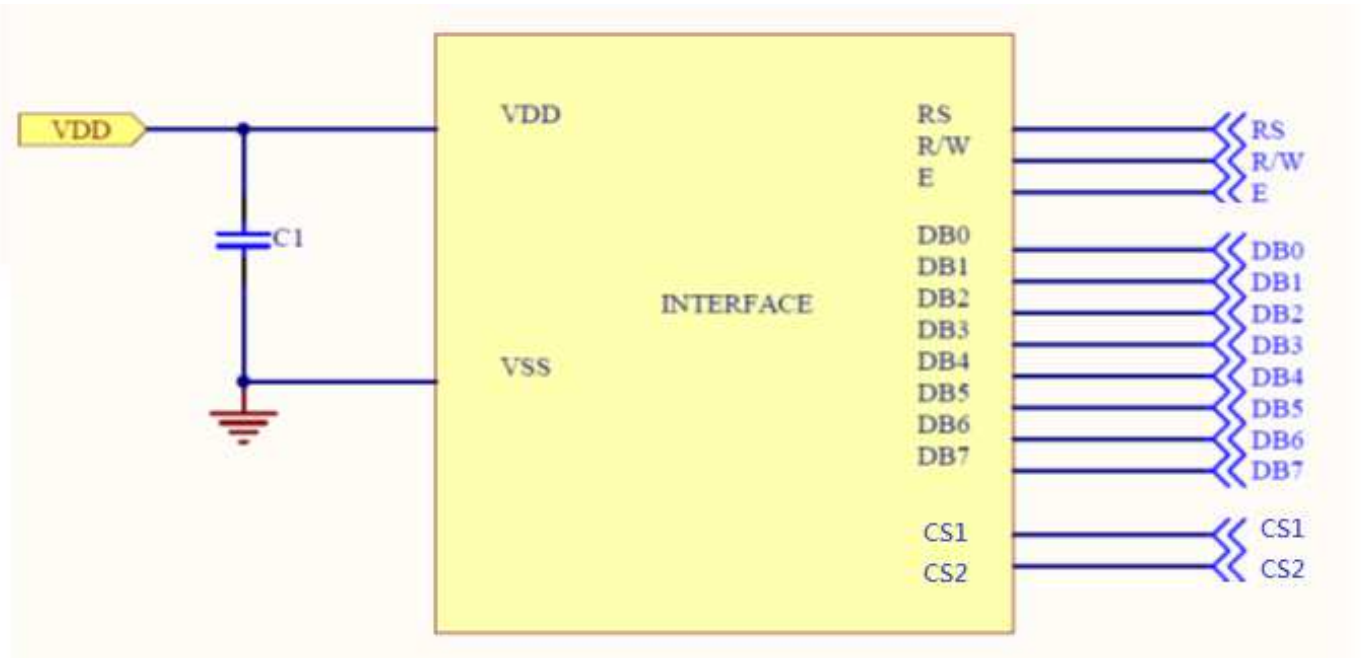 VDD
C1
VDD
VSS
INTERFACE
RS
R/W
E
DB0
DB1
DB2
DB3
DB4
DB5
DB6
DB7
CS1
CS2
RS
R/W
E
DB0
DB1
DB2
DB3
DB4
DB5
DB6
DB7
CS1
CS2